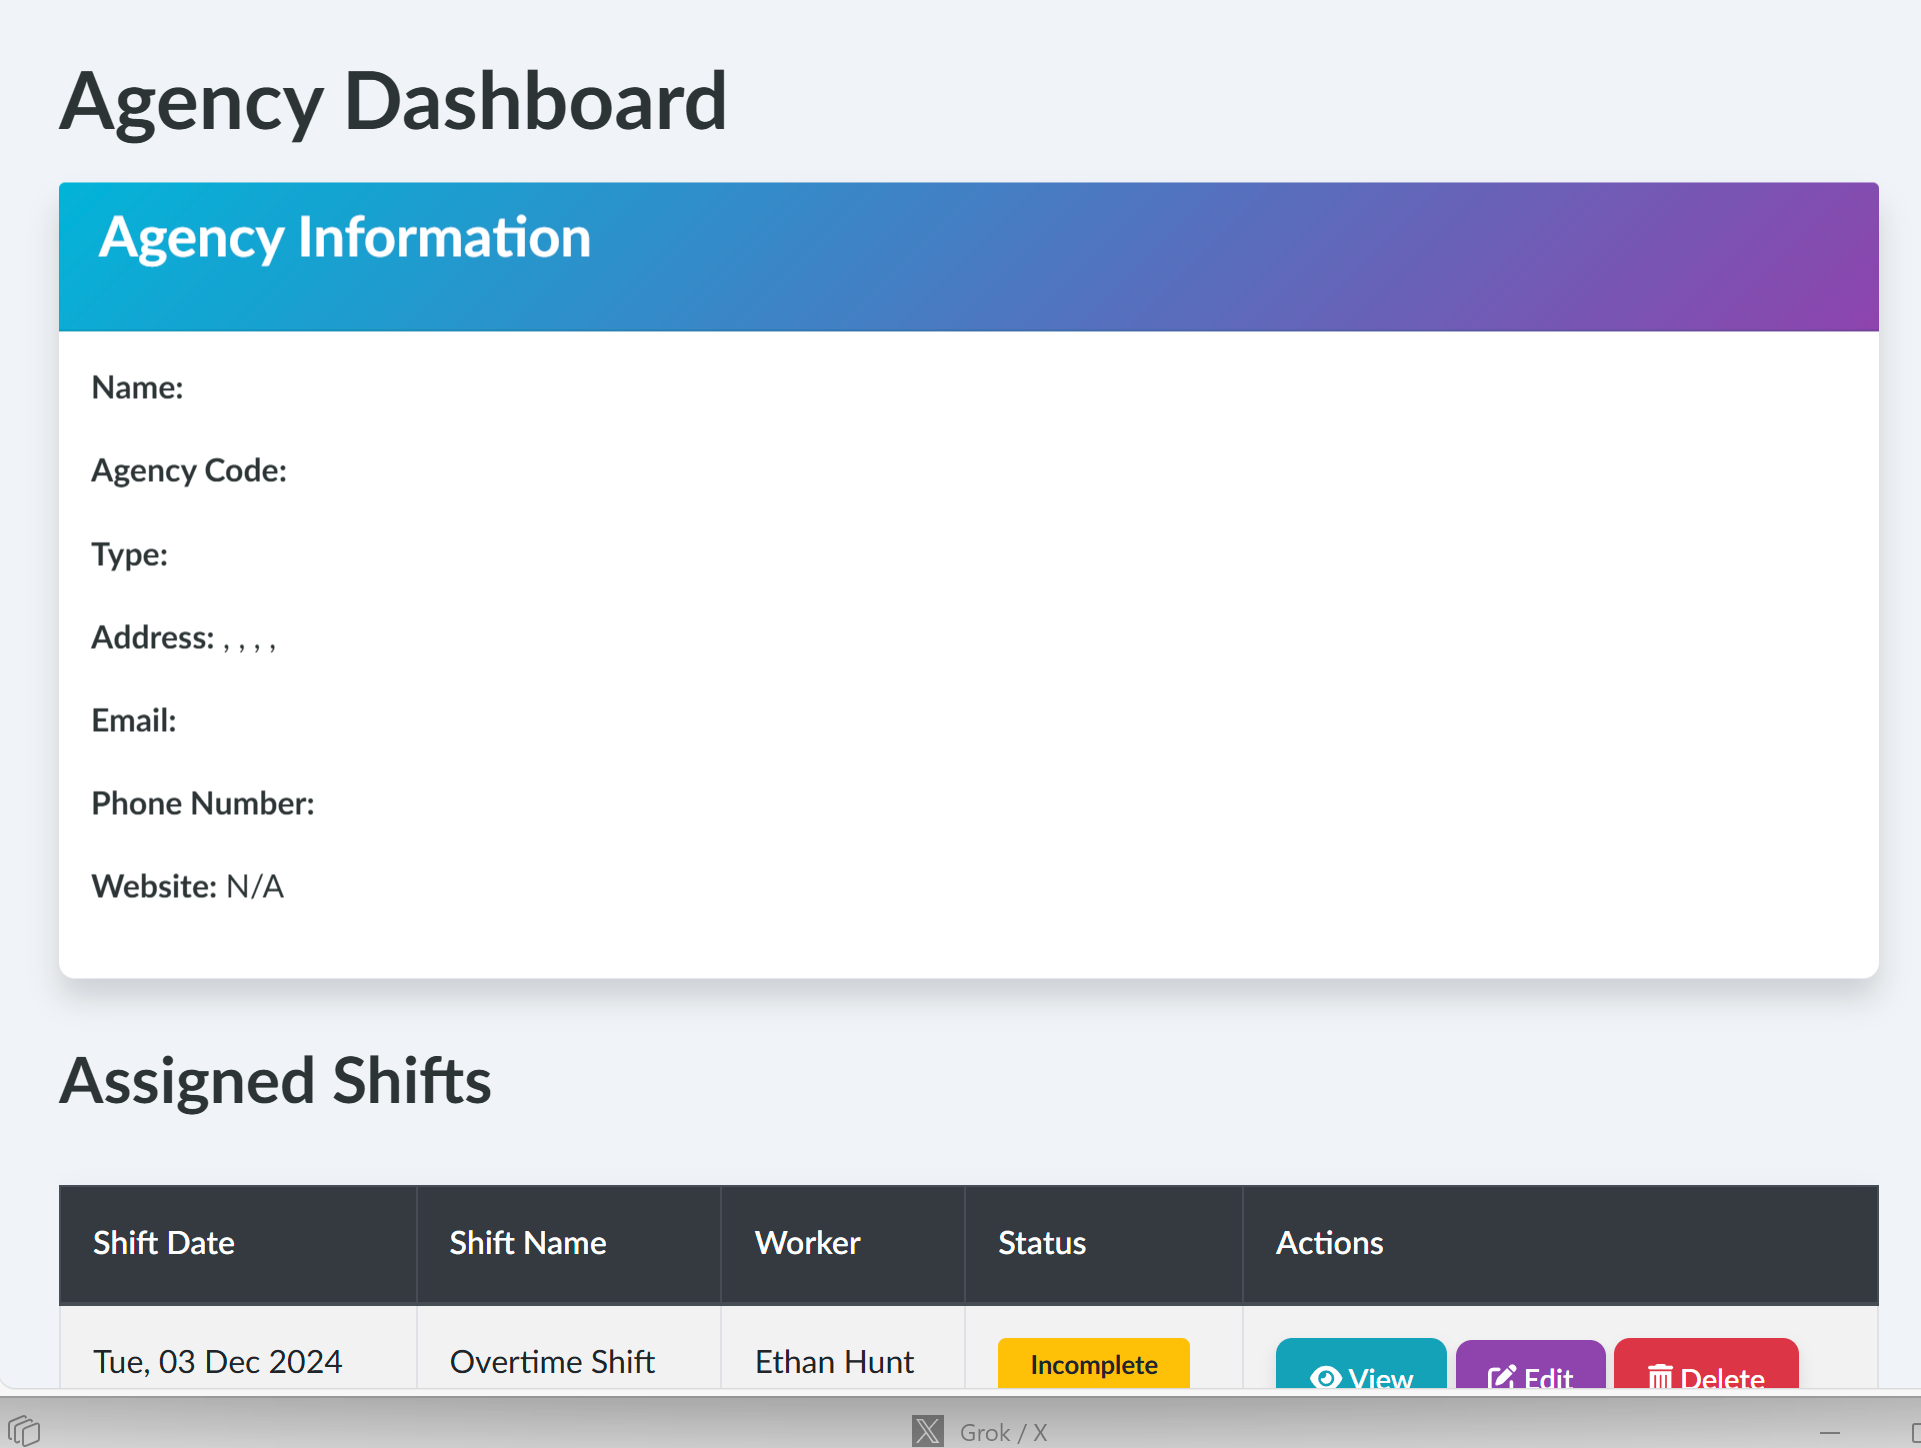 Agency Dashboard
Agency Information
Name:
Agency Code:
Type:
Address: , , , ,
Email:
Phone Number:
Website: N/A
Assigned Shifts
Shift Date Shift Name Worker Status Actions
Tue, 03 Dec 2024 Overtime Shift Ethan Hunt Incomplete View Edit Delete
Grok / X